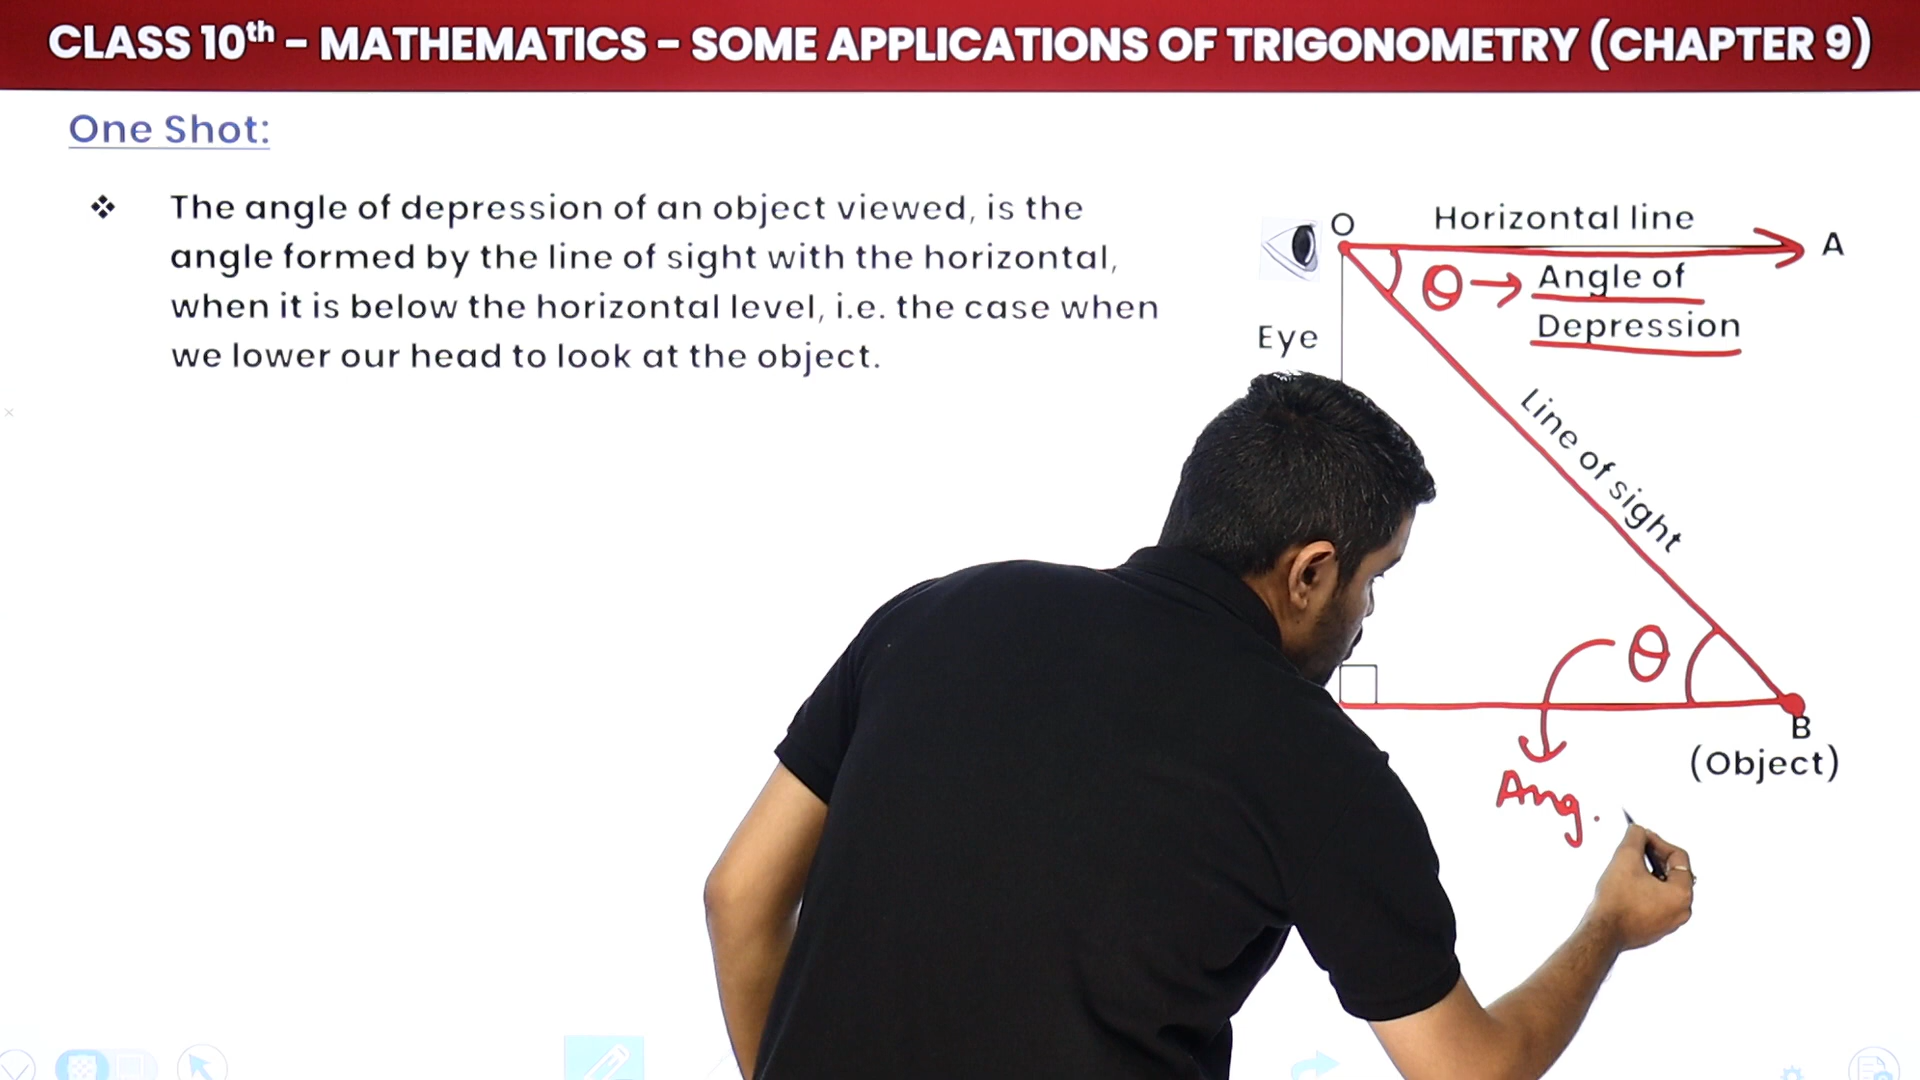 CLASS 10th – MATHEMATICS – SOME APPLICATIONS OF TRIGONOMETRY (CHAPTER 9)
One Shot:
❖ The angle of depression of an object viewed, is the
angle formed by the line of sight with the horizontal,
when it is below the horizontal level, i.e. the case when
we lower our head to look at the object.
O
Horizontal line
A
θ → Angle of
Depression
Eye
Line of sight
θ
B
(Object)
Ang.